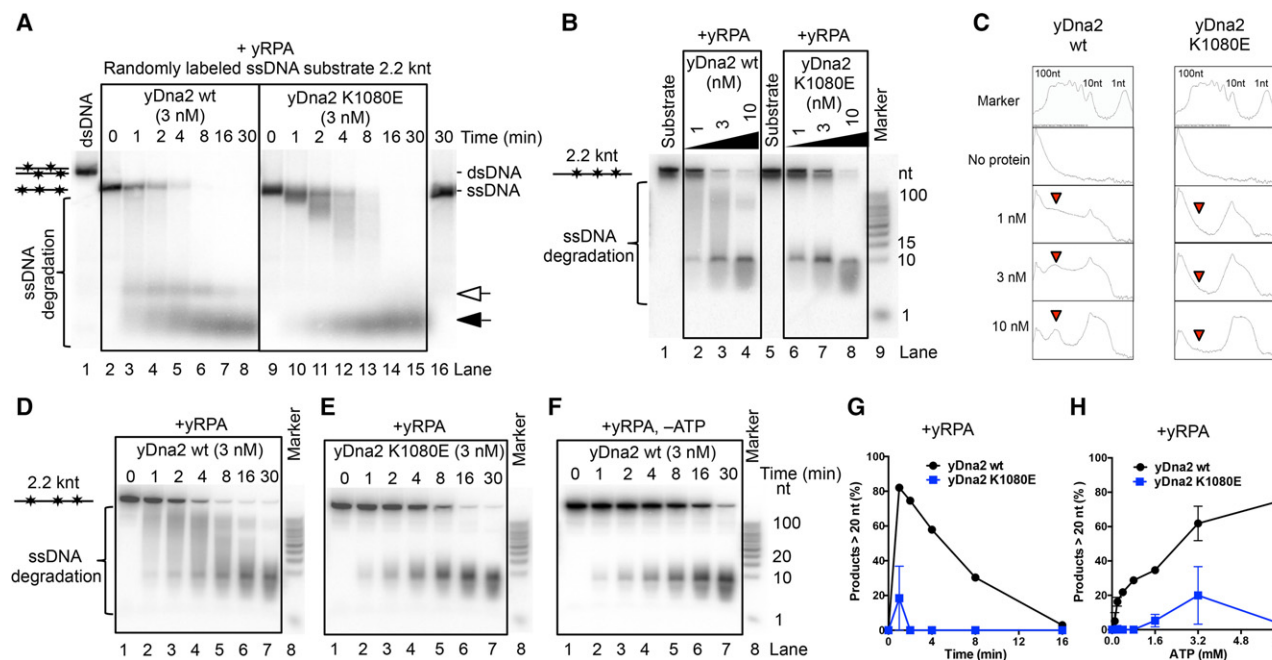 A
+ yRPA
Randomly labeled ssDNA substrate 2.2 knt
dsDNA
yDna2 wt
(3 nM)
yDna2 K1080E
(3 nM)
0 1 2 4 8 16 30 0 1 2 4 8 16 30 30 Time (min)
dsDNA
ssDNA
ssDNA
degradation
1 2 3 4 5 6 7 8 9 10 11 12 13 14 15 16 Lane
B
+yRPA +yRPA
Substrate
yDna2 wt
(nM)
1 3 10
Substrate
yDna2
K1080E
(nM)
1 3 10
Marker
2.2 knt
nt
100
15
10
1
ssDNA
degradation
1 2 3 4 5 6 7 8 9 Lane
C
yDna2
wt
yDna2
K1080E
Marker
100nt 10nt 1nt
100nt 10nt 1nt
No protein
1 nM
3 nM
10 nM
D
+yRPA
yDna2 wt (3 nM)
Marker
0 1 2 4 8 16 30
2.2 knt
ssDNA
degradation
1 2 3 4 5 6 7 8
E
+yRPA
yDna2 K1080E (3 nM)
Marker
0 1 2 4 8 16 30
1 2 3 4 5 6 7 8
F
+yRPA, –ATP
yDna2 wt (3 nM)
Marker
0 1 2 4 8 16 30 Time (min)
nt
100
20
10
1
1 2 3 4 5 6 7 8 Lane
G
+yRPA
yDna2 wt
yDna2 K1080E
Products > 20 nt (%)
100
80
60
40
20
0
0 4 8 12 16
Time (min)
H
+yRPA
yDna2 wt
yDna2 K1080E
Products > 20 nt (%)
100
80
60
40
20
0
0.0 1.6 3.2 4.8
ATP (mM)